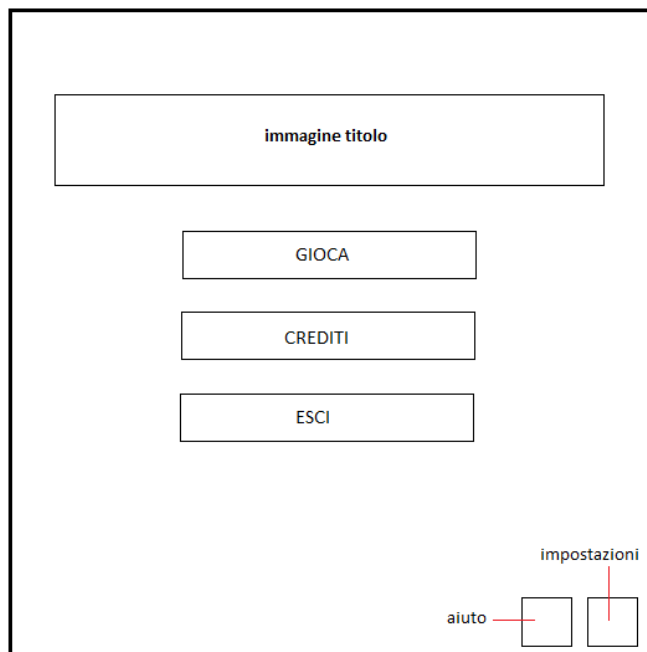 immagine titolo
GIOCA
CREDITI
ESCI
impostazioni
aiuto